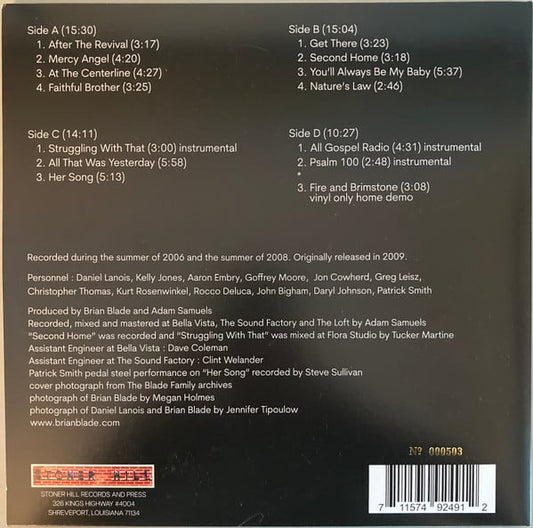 Side A (15:30)
1. After The Revival (3:17)
2. Mercy Angel (4:20)
3. At The Centerline (4:27)
4. Faithful Brother (3:25)
Side B (15:04)
1. Get There (3:23)
2. Second Home (3:18)
3. You'll Always Be My Baby (5:37)
4. Nature's Law (2:46)
Side C (14:11)
1. Struggling With That (3:00) instrumental
2. All That Was Yesterday (5:58)
3. Her Song (5:13)
Side D (10:27)
1. All Gospel Radio (4:31) instrumental
2. Psalm 100 (2:48) instrumental
*
3. Fire and Brimstone (3:08)
vinyl only home demo
Recorded during the summer of 2006 and the summer of 2008. Originally released in 2009.
Personnel : Daniel Lanois, Kelly Jones, Aaron Embry, Goffrey Moore, Jon Cowherd, Greg Leisz,
Christopher Thomas, Kurt Rosenwinkel, Rocco Deluca, John Bigham, Daryl Johnson, Patrick Smith
Produced by Brian Blade and Adam Samuels
Recorded, mixed and mastered at Bella Vista, The Sound Factory and The Loft by Adam Samuels
"Second Home" was recorded and "Struggling With That" was mixed at Flora Studio by Tucker Martine
Assistant Engineer at Bella Vista : Dave Coleman
Assistant Engineer at The Sound Factory : Clint Welander
Patrick Smith pedal steel performance on "Her Song" recorded by Steve Sullivan
cover photograph from The Blade Family archives
photograph of Brian Blade by Megan Holmes
photograph of Daniel Lanois and Brian Blade by Jennifer Tipoulow
www.brianblade.com
Nº 000503
STONER HILL
STONER HILL RECORDS AND PRESS
326 KINGS HIGHWAY #4004
SHREVEPORT, LOUISIANA 71134
7 11574 92491 2